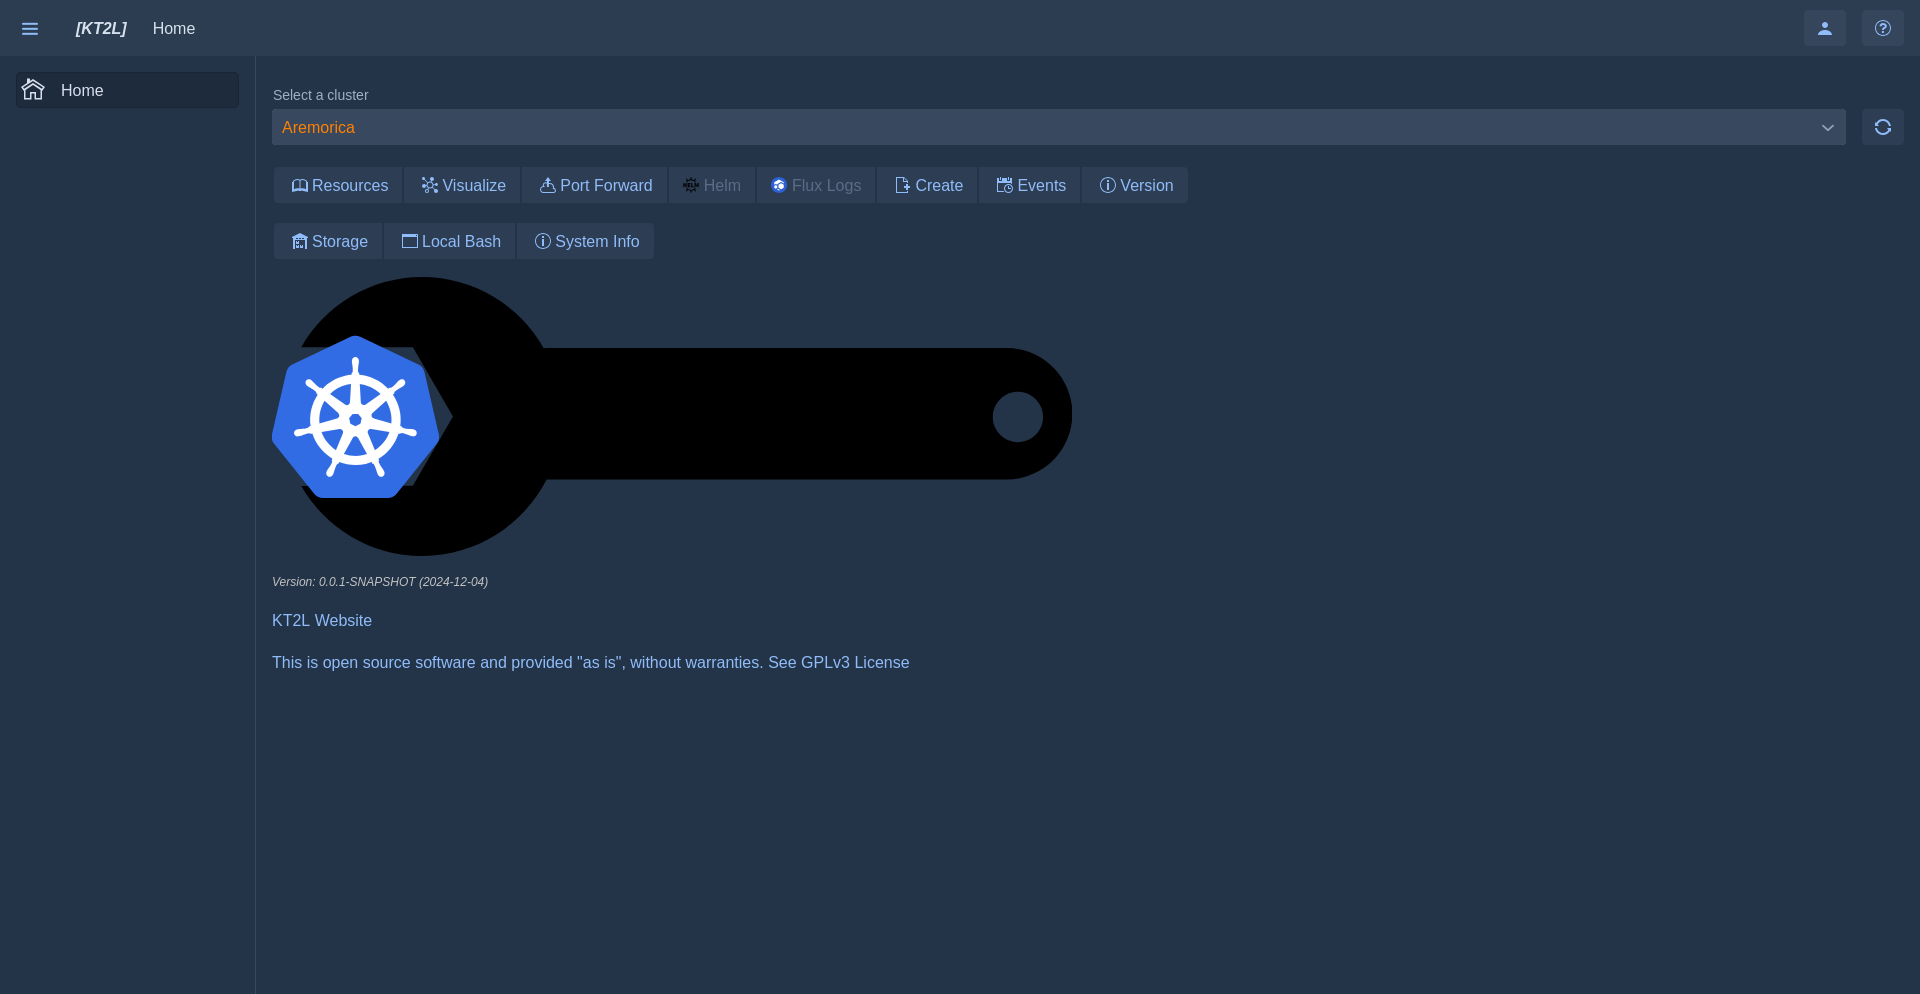 [KT2L] Home
Home
Select a cluster
Aremorica
Resources Visualize Port Forward Helm Flux Logs Create Events Version
Storage Local Bash System Info
Version: 0.0.1-SNAPSHOT (2024-12-04)
KT2L Website
This is open source software and provided "as is", without warranties. See GPLv3 License